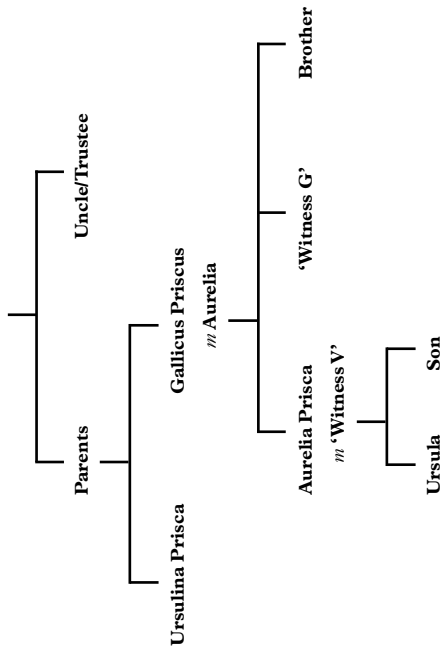 Parents
Uncle/Trustee
Ursulina Prisca
Gallicus Priscus
m Aurelia
Aurelia Prisca
m ‘Witness V’
‘Witness G’
Brother
Ursula
Son